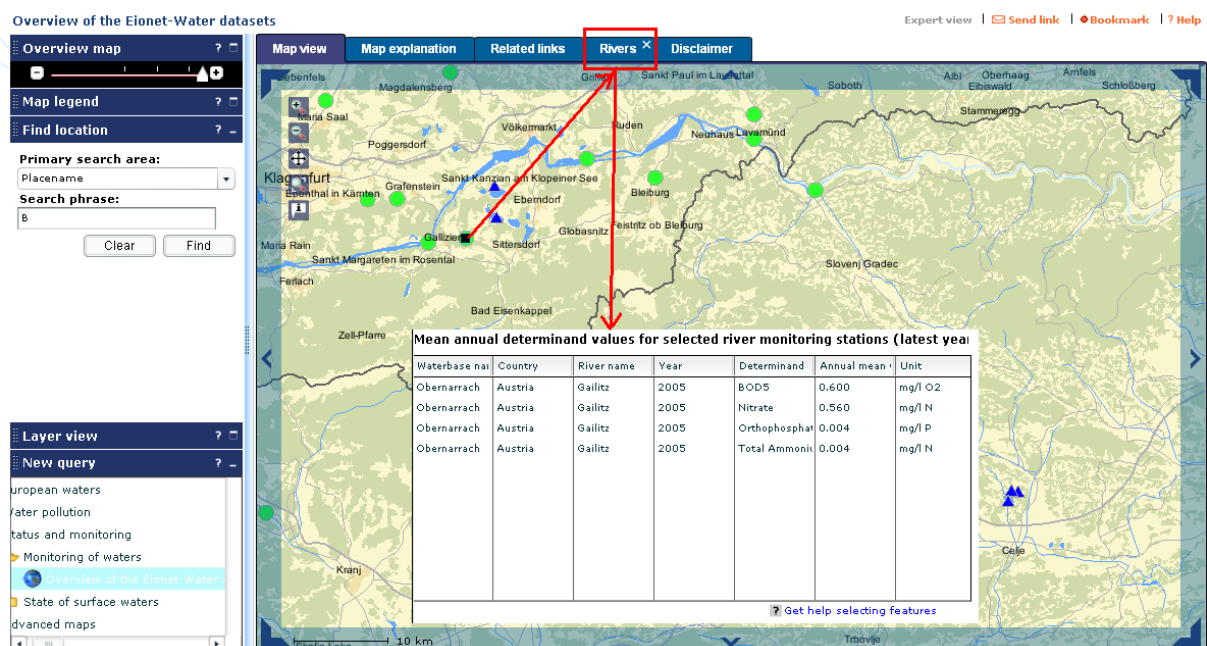 Overview of the Eionet-Water datasets
Expert view | Send link | Bookmark | ? Help
Overview map ?
Map legend ?
Find location ?
Primary search area:
Placename
Search phrase:
B
Clear Find
Layer view ?
New query ?
uropean waters
ater pollution
tatus and monitoring
Monitoring of waters
Overview of the Eionet-Water
State of surface waters
dvanced maps
Map view Map explanation Related links Rivers × Disclaimer
Magdalensberg
Sankt Paul im Lavanttal
Soboth
Aibl
Oberhaag
Eibiswald
Arnfels
Schloßberg
Maria Saal
Stammeregg
Völkermarkt
Ruden
Neuhaus Lavamünd
Poggersdorf
Klagenfurt
Ebenthal in Kärnten
Grafenstein
Sankt Kanzian am Klopeiner See
Eberndorf
Bleiburg
Globasnitz
Feistritz ob Bleiburg
Maria Rain
Gallizien
Sittersdorf
Sankt Margareten im Rosental
Slovenj Gradec
Ferlach
Bad Eisenkappel
Zell-Pfarre
Mean annual determinand values for selected river monitoring stations (latest yea
Waterbase nai Country River name Year Determinand Annual mean Unit
Obernarrach Austria Gailitz 2005 BOD5 0.600 mg/l O2
Obernarrach Austria Gailitz 2005 Nitrate 0.560 mg/l N
Obernarrach Austria Gailitz 2005 Orthophosphat 0.004 mg/l P
Obernarrach Austria Gailitz 2005 Total Ammoniu 0.004 mg/l N
? Get help selecting features
Celje
Kranj
10 km
Škofja Loka
Trbovlje